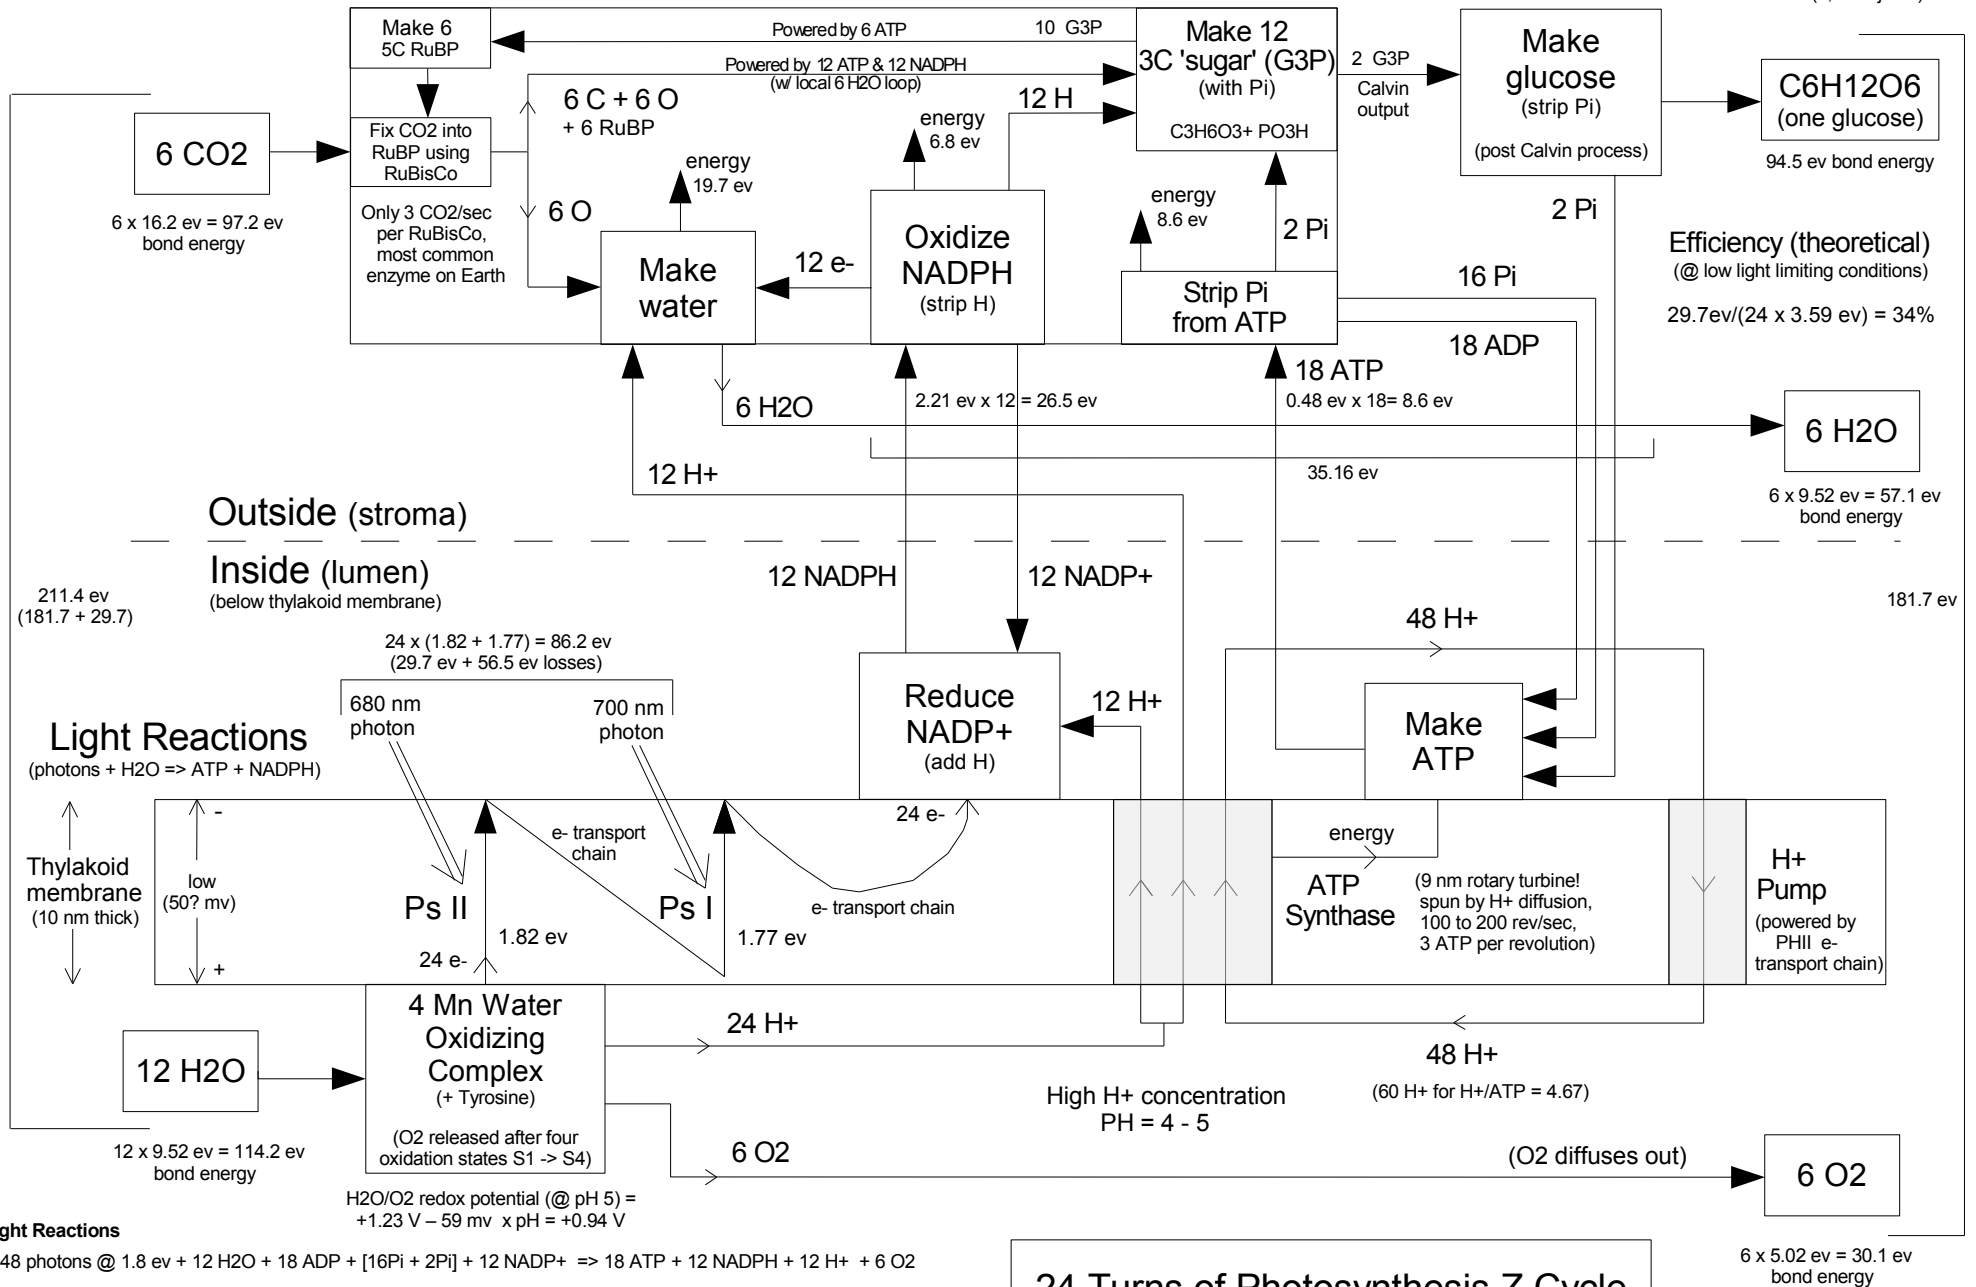 Make 6
5C RuBP
Powered by 6 ATP
10 G3P
Powered by 12 ATP & 12 NADPH
(w/ local 6 H2O loop)
6 C + 6 O
+ 6 RuBP
12 H
Make 12
3C 'sugar' (G3P)
(with Pi)
C3H6O3+ PO3H
2 G3P
Calvin
output
Make
glucose
(strip Pi)
(post Calvin process)
C6H12O6
(one glucose)
94.5 ev bond energy
6 CO2
6 x 16.2 ev = 97.2 ev
bond energy
Fix CO2 into
RuBP using
RuBisCo
Only 3 CO2/sec
per RuBisCo,
most common
enzyme on Earth
6 O
energy
19.7 ev
energy
6.8 ev
energy
8.6 ev
2 Pi
2 Pi
Make
water
12 e-
Oxidize
NADPH
(strip H)
Strip Pi
from ATP
16 Pi
18 ADP
Efficiency (theoretical)
(@ low light limiting conditions)
29.7ev/(24 x 3.59 ev) = 34%
18 ATP
0.48 ev x 18= 8.6 ev
2.21 ev x 12 = 26.5 ev
6 H2O
6 H2O
35.16 ev
12 H+
6 x 9.52 ev = 57.1 ev
bond energy
Outside (stroma)
Inside (lumen)
(below thylakoid membrane)
12 NADPH
12 NADP+
211.4 ev
(181.7 + 29.7)
181.7 ev
48 H+
24 x (1.82 + 1.77) = 86.2 ev
(29.7 ev + 56.5 ev losses)
680 nm
photon
700 nm
photon
Reduce
NADP+
(add H)
12 H+
Make
ATP
Light Reactions
(photons + H2O => ATP + NADPH)
Thylakoid
membrane
(10 nm thick)
-
low
(50? mv)
+
Ps II
24 e-
1.82 ev
e- transport
chain
Ps I
1.77 ev
e- transport chain
24 e-
energy
ATP
Synthase
(9 nm rotary turbine!
spun by H+ diffusion,
100 to 200 rev/sec,
3 ATP per revolution)
H+
Pump
(powered by
PHII e-
transport chain)
12 H2O
12 x 9.52 ev = 114.2 ev
bond energy
4 Mn Water
Oxidizing
Complex
(+ Tyrosine)
(O2 released after four
oxidation states S1 -> S4)
24 H+
48 H+
(60 H+ for H+/ATP = 4.67)
High H+ concentration
PH = 4 - 5
6 O2
(O2 diffuses out)
6 O2
H2O/O2 redox potential (@ pH 5) =
+1.23 V – 59 mv x pH = +0.94 V
6 x 5.02 ev = 30.1 ev
bond energy
ght Reactions
48 photons @ 1.8 ev + 12 H2O + 18 ADP + [16Pi + 2Pi] + 12 NADP+ => 18 ATP + 12 NADPH + 12 H+ + 6 O2
24 Turns of Photosynthesis Z Cycle